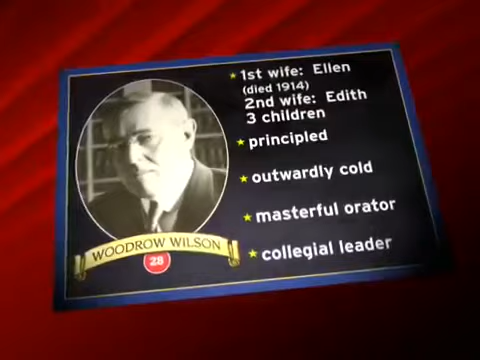 1st wife: Ellen
(died 1914)
2nd wife: Edith
3 children
principled
outwardly cold
masterful orator
collegial leader
WOODROW WILSON
28